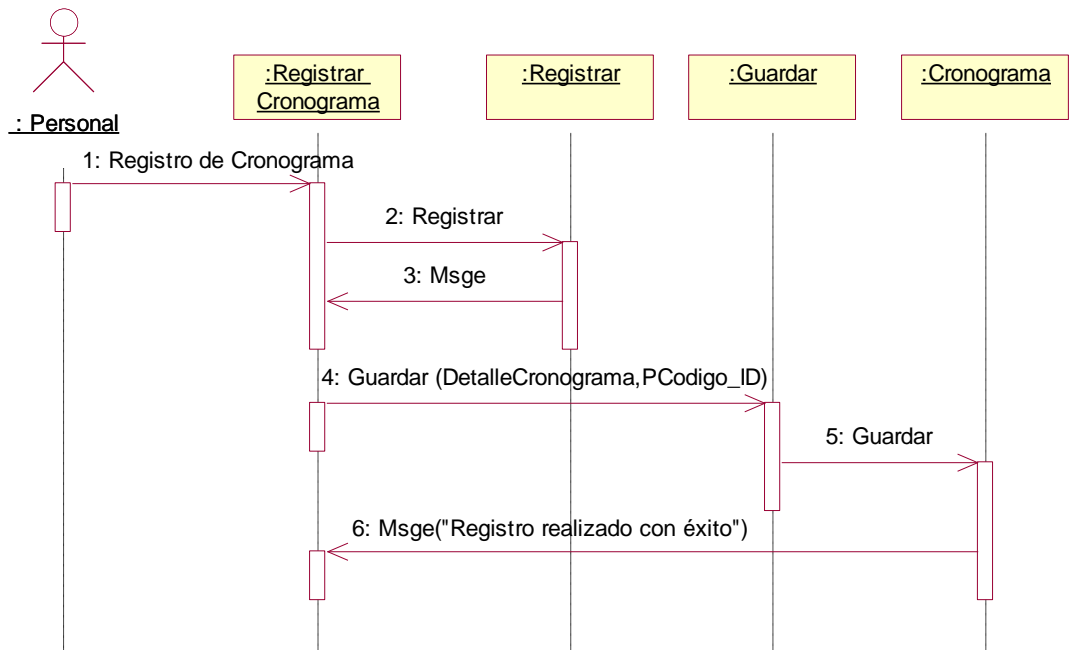 :Registrar
Cronograma
:Registrar
:Guardar
:Cronograma
: Personal
1: Registro de Cronograma
2: Registrar
3: Msge
4: Guardar (DetalleCronograma,PCodigo_ID)
5: Guardar
6: Msge("Registro realizado con éxito")